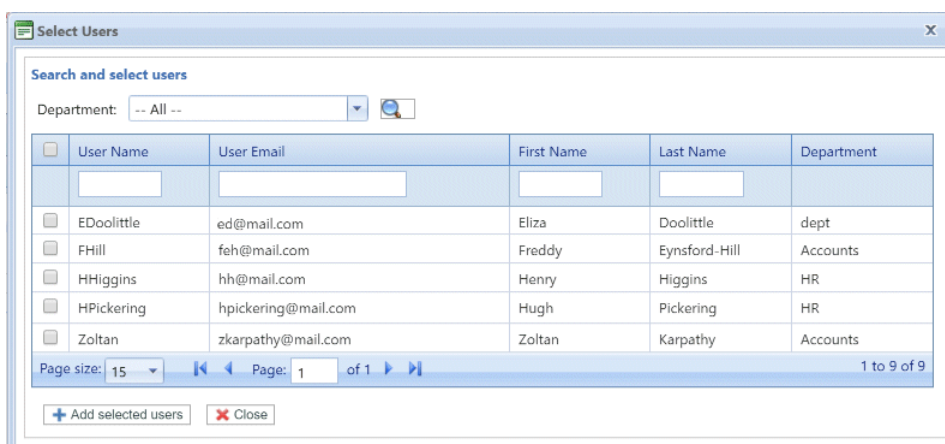 Select Users
x
Search and select users
Department: -- All --
User Name User Email First Name Last Name Department
EDoolittle ed@mail.com Eliza Doolittle dept
FHill feh@mail.com Freddy Eynsford-Hill Accounts
HHiggins hh@mail.com Henry Higgins HR
HPickering hpickering@mail.com Hugh Pickering HR
Zoltan zkarpathy@mail.com Zoltan Karpathy Accounts
Page size: 15 Page: 1 of 1 1 to 9 of 9
Add selected users Close